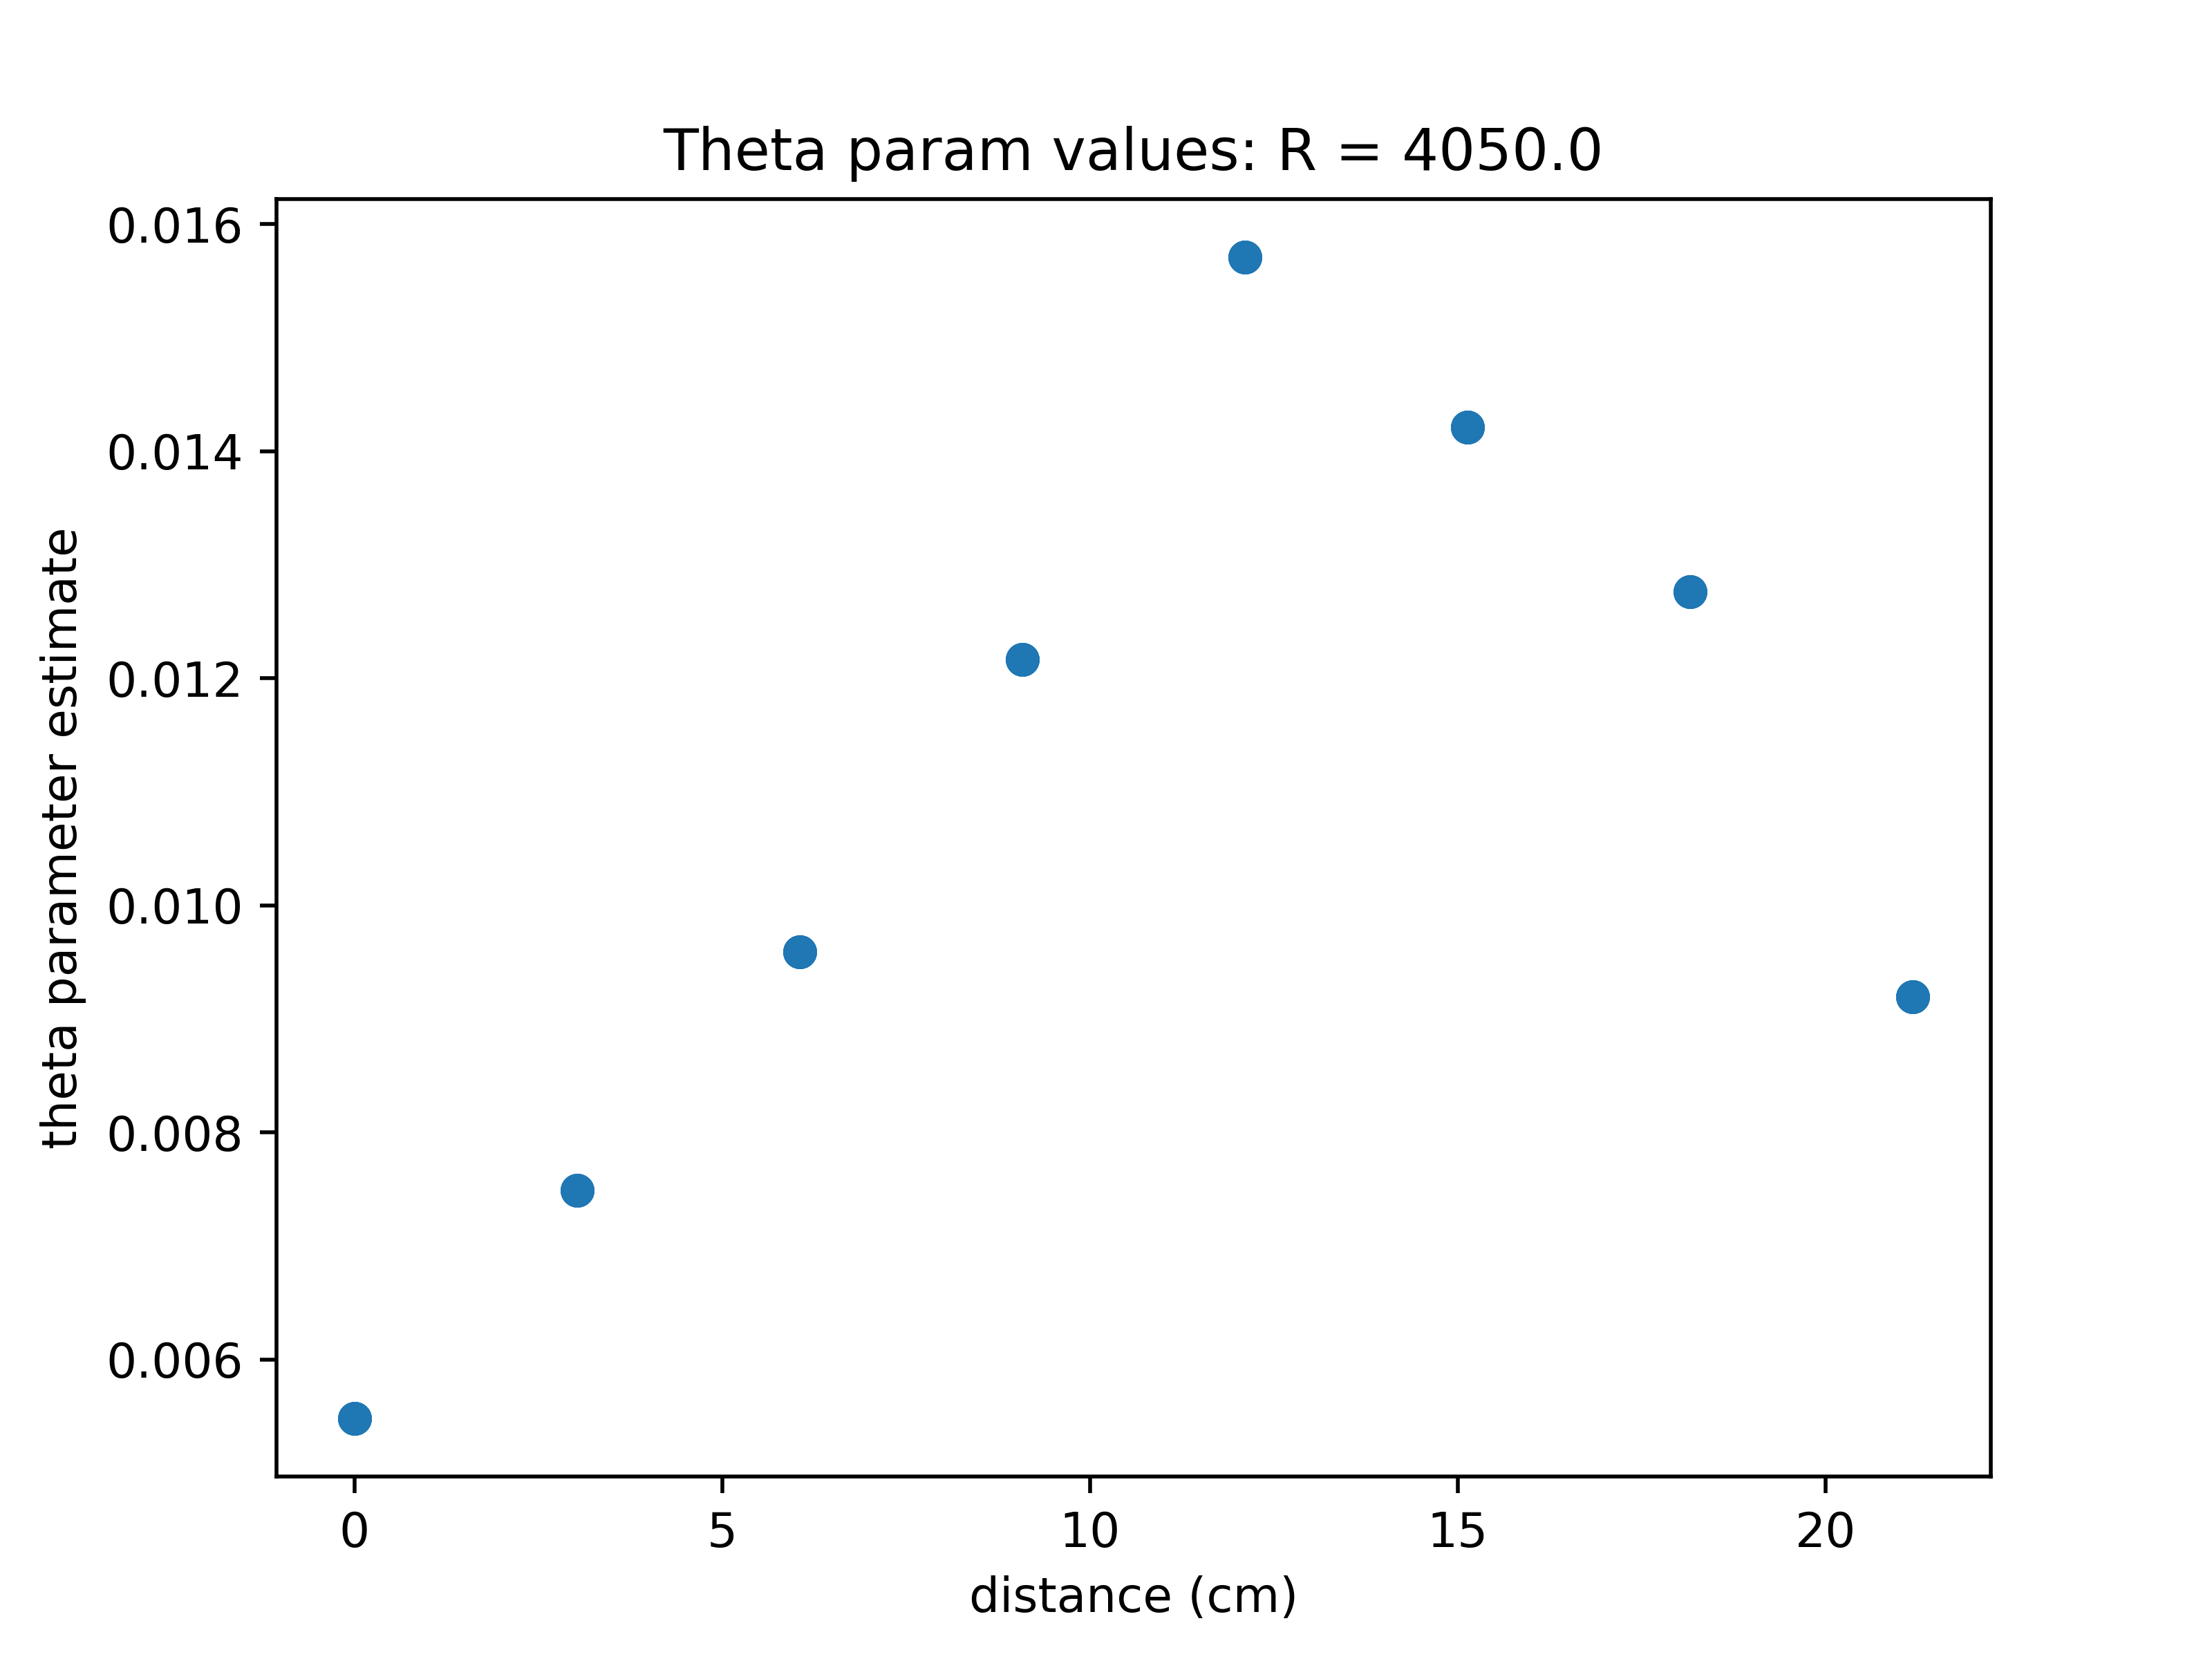 Theta param values: R = 4050.0
0.016
0.014
0.012
0.010
0.008
0.006
theta parameter estimate
0 5 10 15 20
distance (cm)